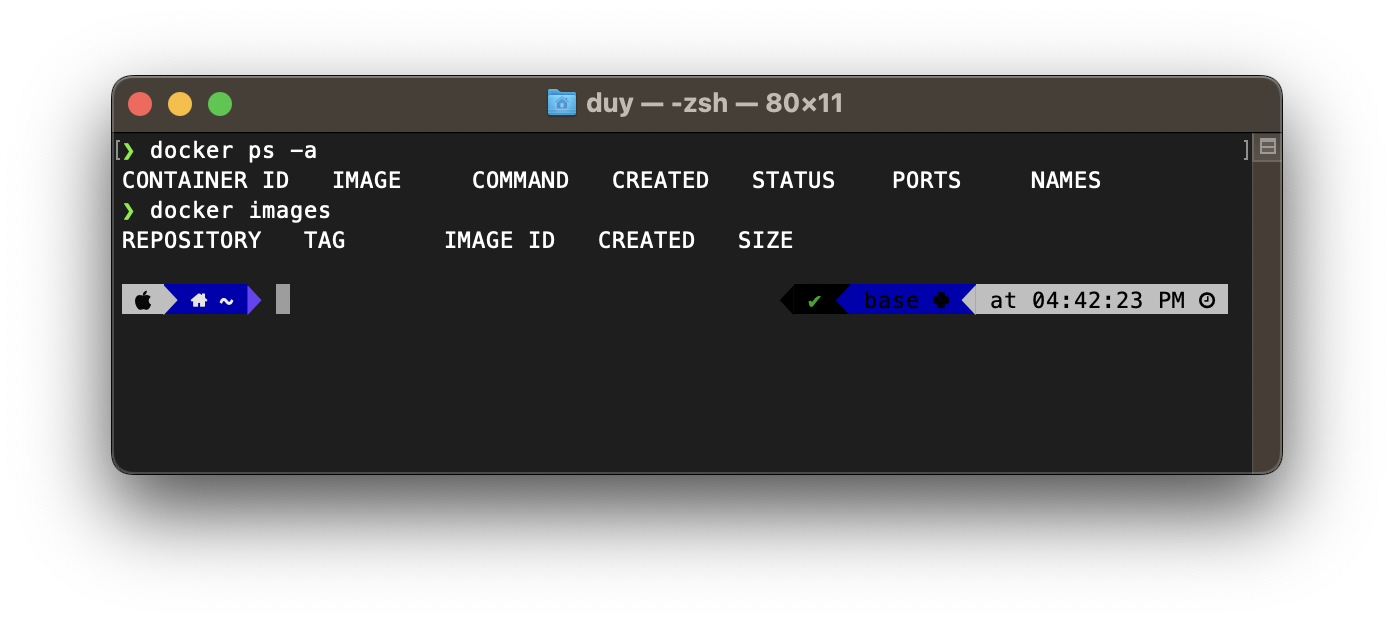 duy — -zsh — 80×11
[❯ docker ps -a ]
CONTAINER ID IMAGE COMMAND CREATED STATUS PORTS NAMES
❯ docker images
REPOSITORY TAG IMAGE ID CREATED SIZE
~ ✔ base at 04:42:23 PM